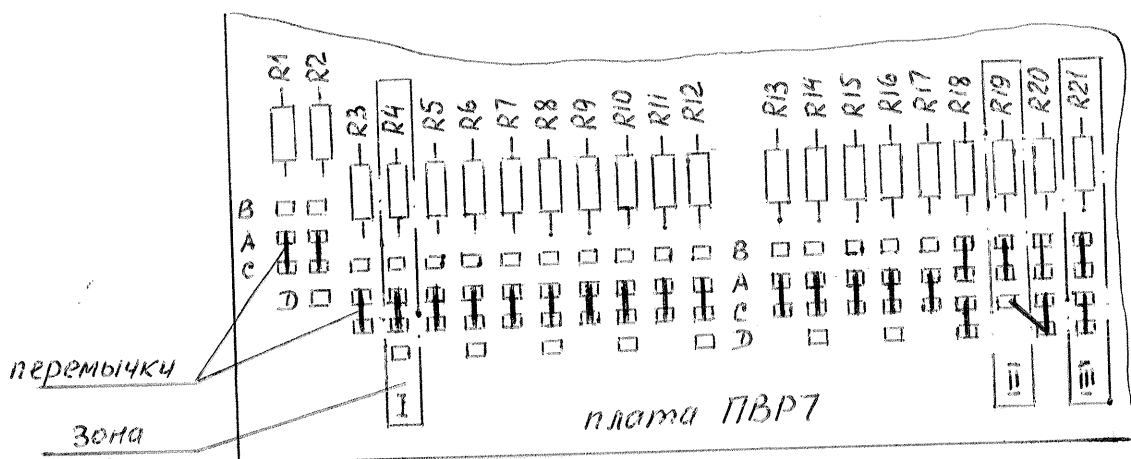 R1 R2 R3 R4 R5 R6 R7 R8 R9 R10 R11 R12 R13 R14 R15 R16 R17 R18 R19 R20 R21
B
A
C
D
B
A
C
D
перемычки
Зона
I
II
III
плата ПВР7